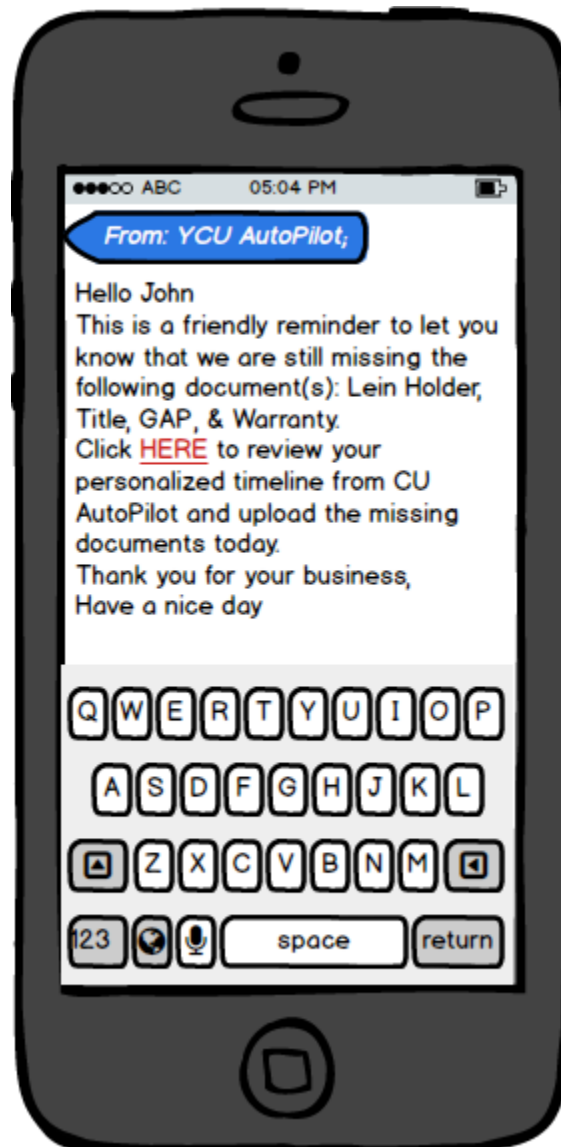 ABC 05:04 PM
From: YCU AutoPilot;
Hello John
This is a friendly reminder to let you
know that we are still missing the
following document(s): Lein Holder,
Title, GAP, & Warranty.
Click HERE to review your
personalized timeline from CU
AutoPilot and upload the missing
documents today.
Thank you for your business,
Have a nice day
Q W E R T Y U I O P
A S D F G H J K L
Z X C V B N M
123 space return